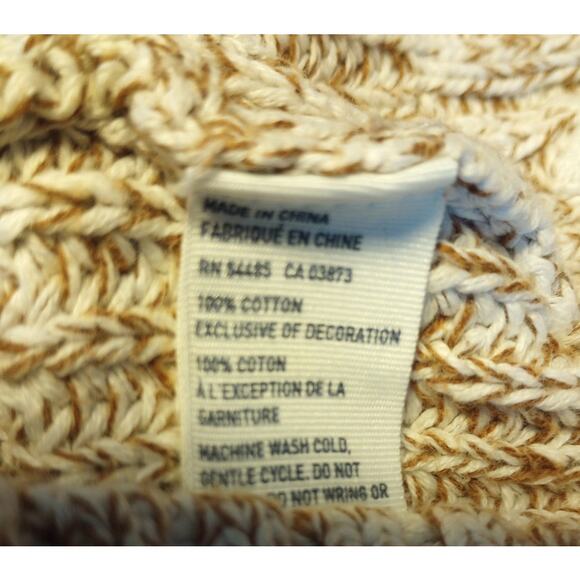 MADE IN CHINA
FABRIQUÉ EN CHINE
RN 54485 CA 03873
100% COTTON
EXCLUSIVE OF DECORATION
100% COTON
À L'EXCEPTION DE LA
GARNITURE
MACHINE WASH COLD,
GENTLE CYCLE. DO NOT
DO NOT WRING OR